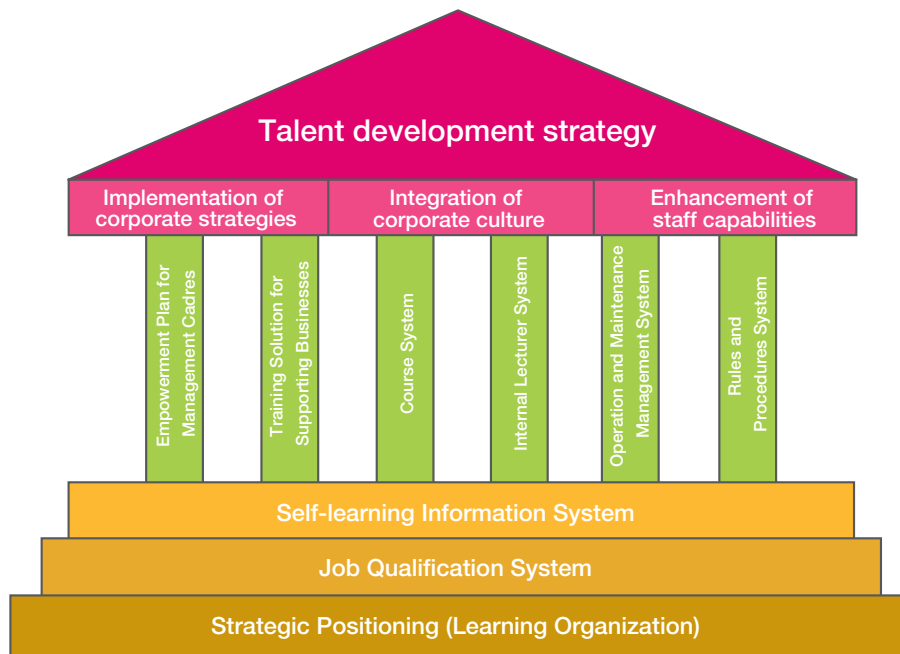 Talent development strategy
Implementation of
corporate strategies
Integration of
corporate culture
Enhancement of
staff capabilities
Empowerment Plan for
Management Cadres
Training Solution for
Supporting Businesses
Course System
Internal Lecturer System
Operation and Maintenance
Management System
Rules and
Procedures System
Self-learning Information System
Job Qualification System
Strategic Positioning (Learning Organization)